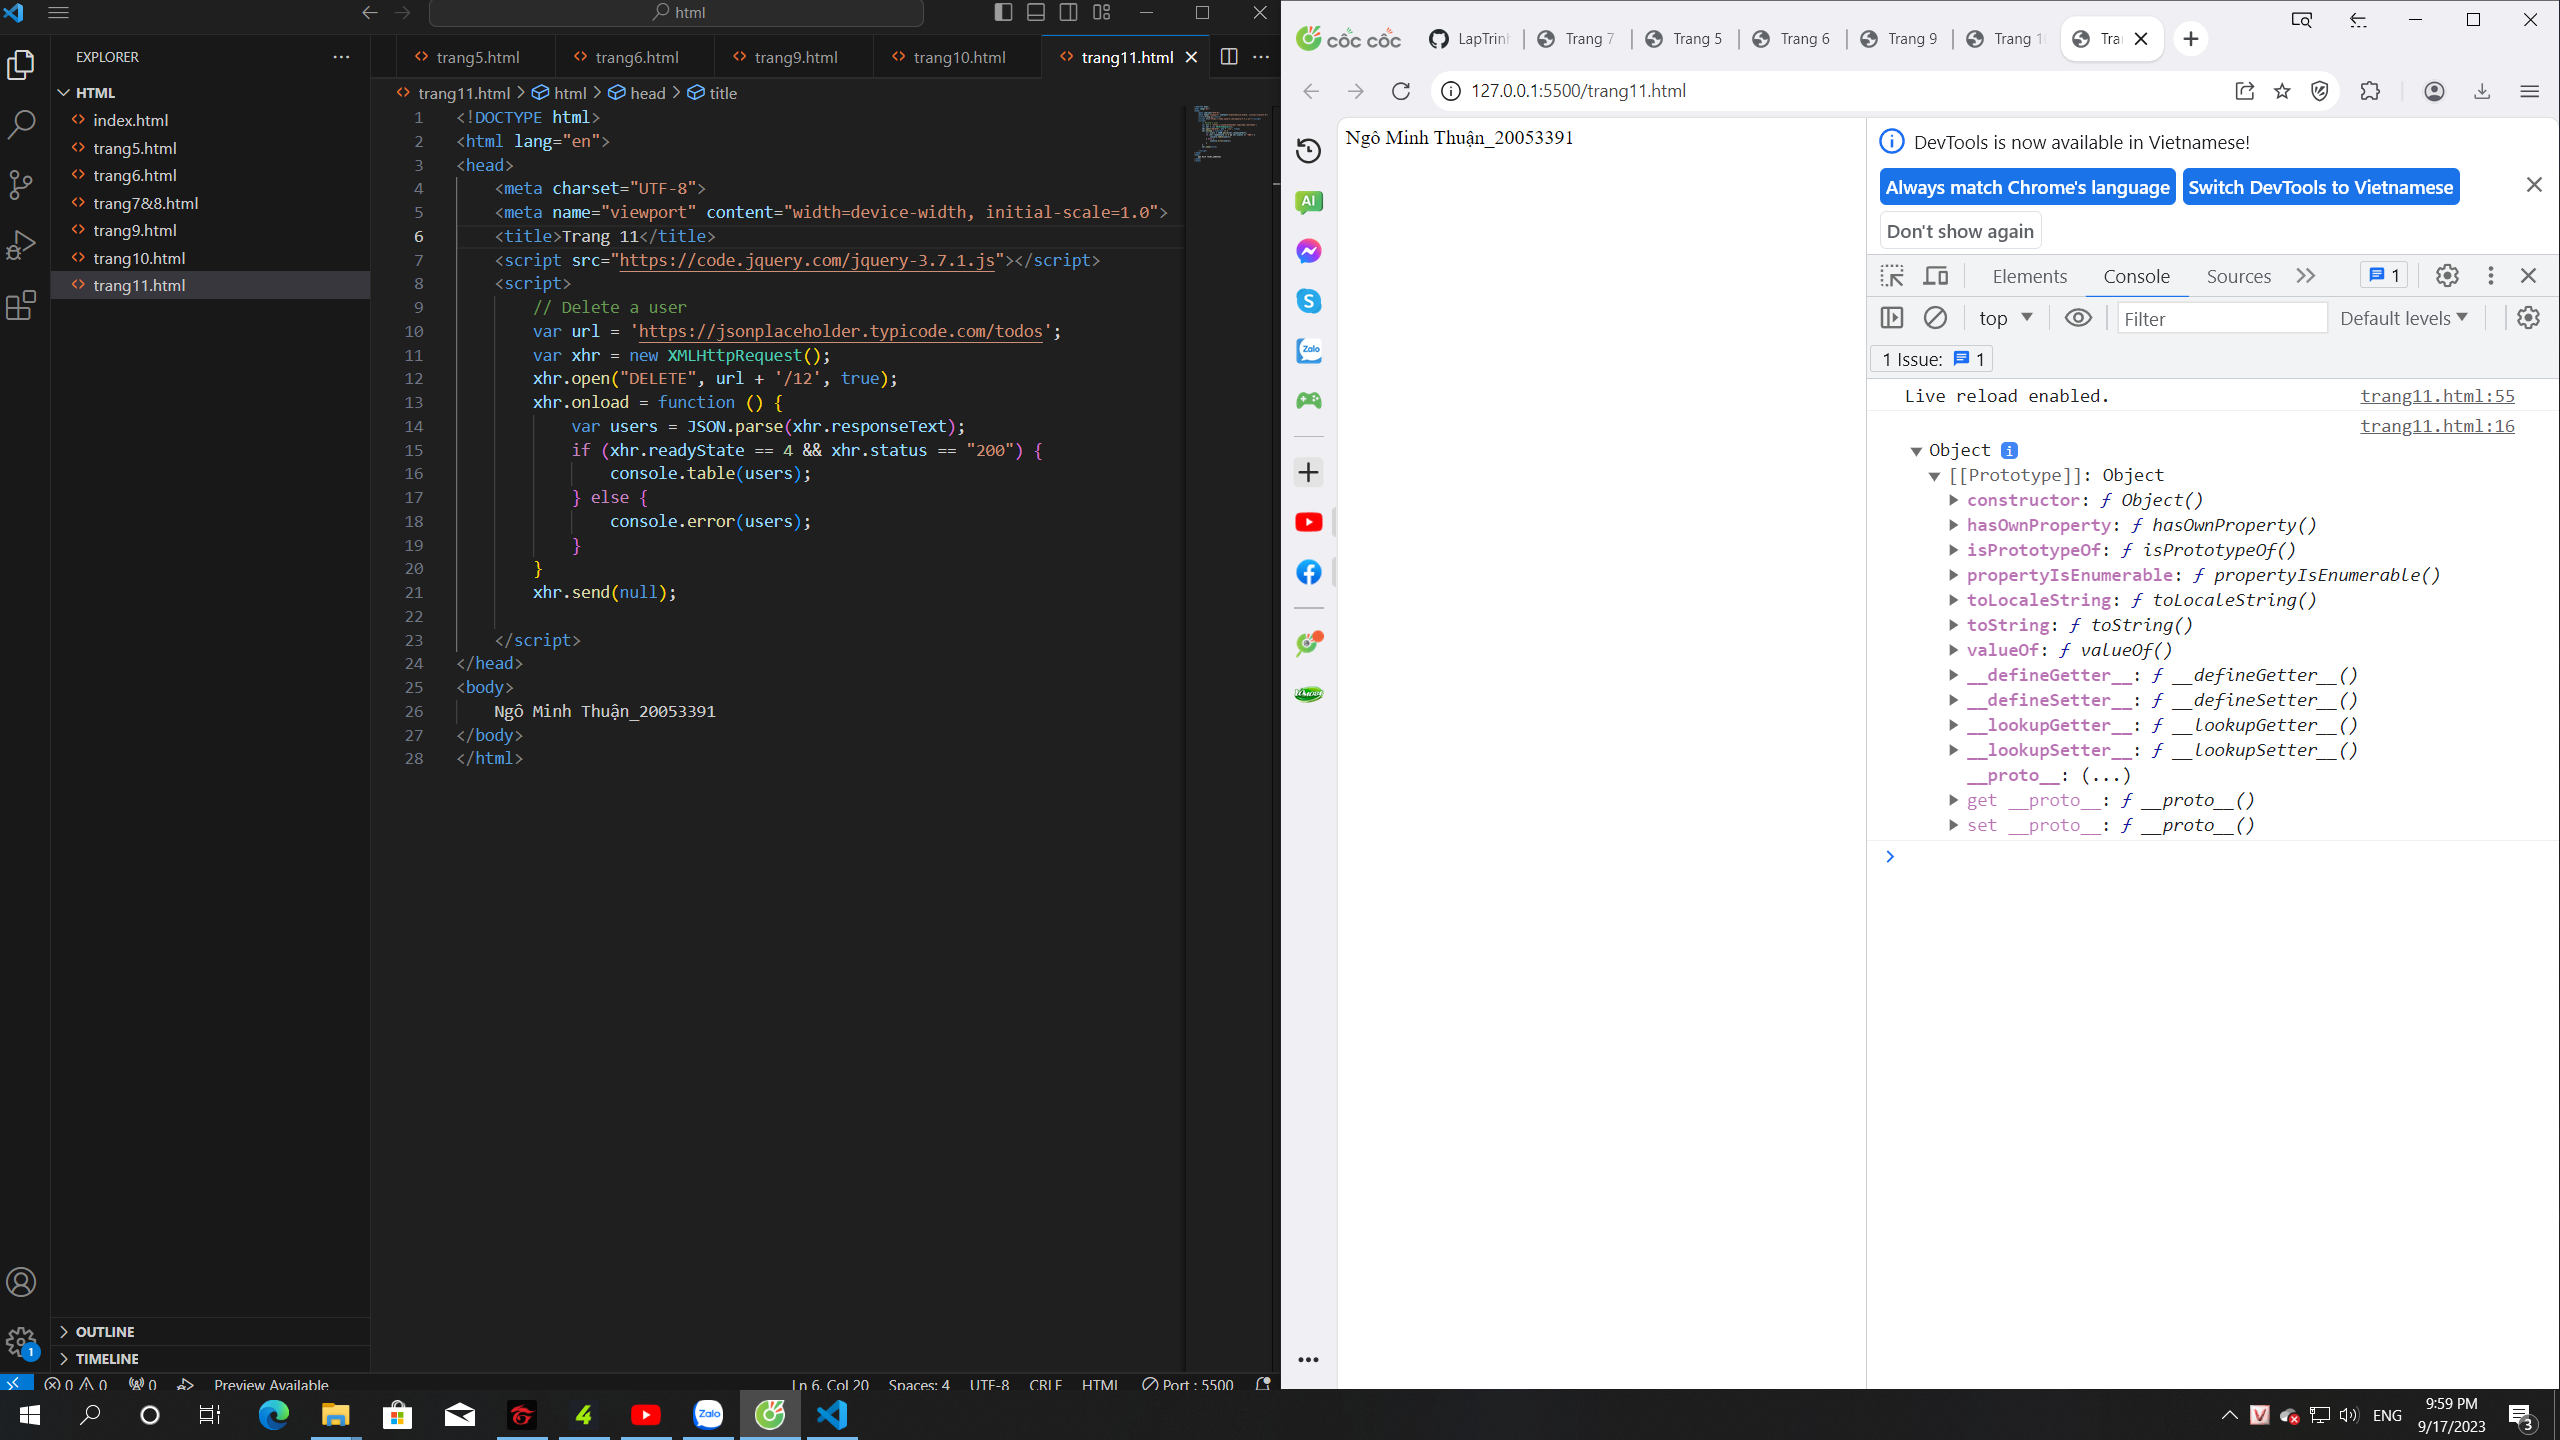 html
EXPLORER
HTML
index.html
trang5.html
trang6.html
trang7&8.html
trang9.html
trang10.html
trang11.html
OUTLINE
TIMELINE
trang5.html
trang6.html
trang9.html
trang10.html
trang11.html
trang11.html > html > head > title
1 <!DOCTYPE html>
2 <html lang="en">
3 <head>
4 <meta charset="UTF-8">
5 <meta name="viewport" content="width=device-width, initial-scale=1.0">
6 <title>Trang 11</title>
7 <script src="https://code.jquery.com/jquery-3.7.1.js"></script>
8 <script>
9 // Delete a user
10 var url = 'https://jsonplaceholder.typicode.com/todos';
11 var xhr = new XMLHttpRequest();
12 xhr.open("DELETE", url + '/12', true);
13 xhr.onload = function () {
14 var users = JSON.parse(xhr.responseText);
15 if (xhr.readyState == 4 && xhr.status == "200") {
16 console.table(users);
17 } else {
18 console.error(users);
19 }
20 }
21 xhr.send(null);
22
23 </script>
24 </head>
25 <body>
26 Ngô Minh Thuận_20053391
27 </body>
28 </html>
1
0 0 0 Preview Available Ln 6, Col 20 Spaces: 4 UTF-8 CRLF HTML Port : 5500
cốc cốc
LapTrinh
Trang 7
Trang 5
Trang 6
Trang 9
Trang 1
Tra
127.0.0.1:5500/trang11.html
AI
S
Zalo
Ngô Minh Thuận_20053391
DevTools is now available in Vietnamese!
Always match Chrome's language
Switch DevTools to Vietnamese
Don't show again
Elements Console Sources 1
top Filter Default levels
1 Issue: 1
Live reload enabled. trang11.html:55
trang11.html:16
Object i
[[Prototype]]: Object
constructor: ƒ Object()
hasOwnProperty: ƒ hasOwnProperty()
isPrototypeOf: ƒ isPrototypeOf()
propertyIsEnumerable: ƒ propertyIsEnumerable()
toLocaleString: ƒ toLocaleString()
toString: ƒ toString()
valueOf: ƒ valueOf()
__defineGetter__: ƒ __defineGetter__()
__defineSetter__: ƒ __defineSetter__()
__lookupGetter__: ƒ __lookupGetter__()
__lookupSetter__: ƒ __lookupSetter__()
__proto__: (...)
get __proto__: ƒ __proto__()
set __proto__: ƒ __proto__()
4
Zalo
V
ENG
9:59 PM
9/17/2023
3